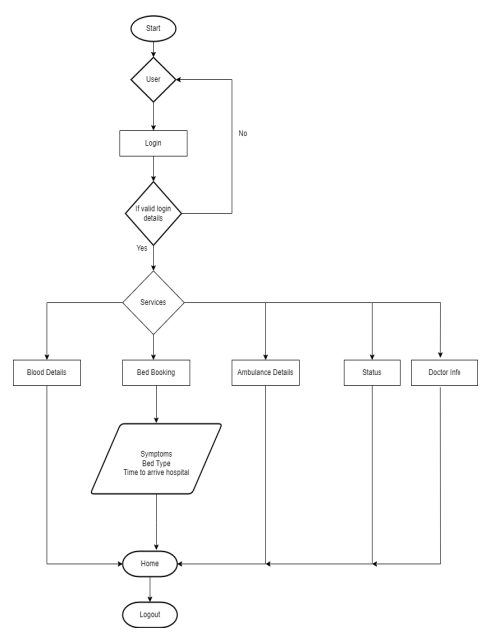 Start
User
No
Login
If valid login
details
Yes
Services
Blood Details
Bed Booking
Ambulance Details
Status
Doctor Info
Symptoms
Bed Type
Time to arrive hospital
Home
Logout